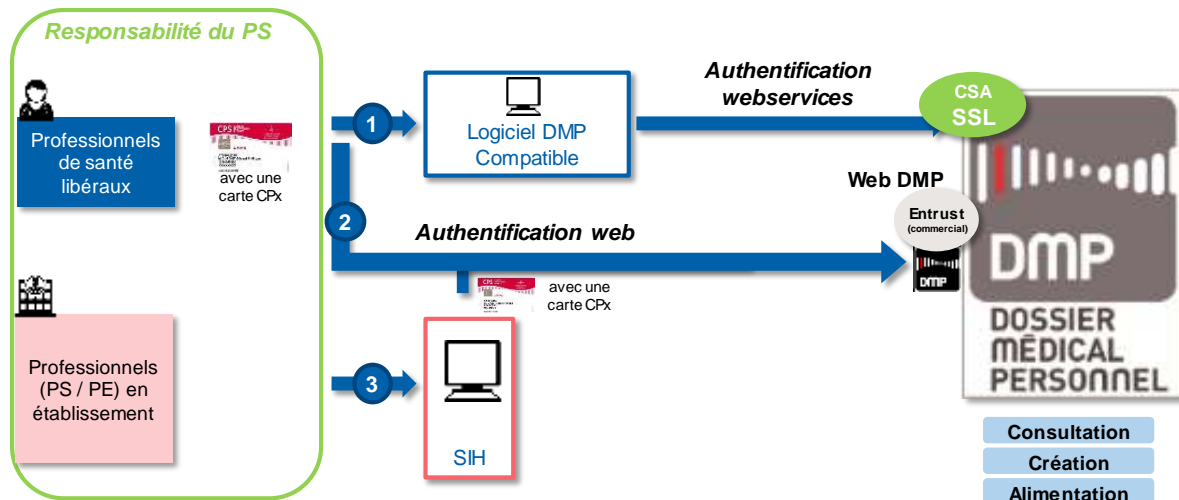 Responsabilité du PS
Professionnels
de santé
libéraux
CPS
avec une
carte CPx
1
Logiciel DMP
Compatible
Authentification
webservices
CSA
SSL
2
Authentification web
Web DMP
Entrust
(commercial)
DMP
DMP
DOSSIER
MÉDICAL
PERSONNEL
avec une
carte CPx
Professionnels
(PS / PE) en
établissement
3
SIH
Consultation
Création
Alimentation